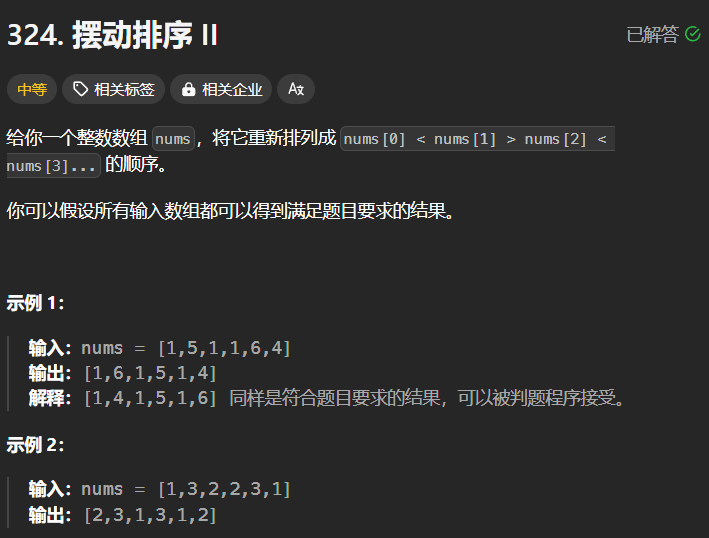 324. 摆动排序 II
已解答
中等 相关标签 相关企业 Aᵪ
给你一个整数数组 nums，将它重新排列成 nums[0] < nums[1] > nums[2] <
nums[3]... 的顺序。
你可以假设所有输入数组都可以得到满足题目要求的结果。
示例 1：
输入：nums = [1,5,1,1,6,4]
输出：[1,6,1,5,1,4]
解释：[1,4,1,5,1,6] 同样是符合题目要求的结果，可以被判题程序接受。
示例 2：
输入：nums = [1,3,2,2,3,1]
输出：[2,3,1,3,1,2]